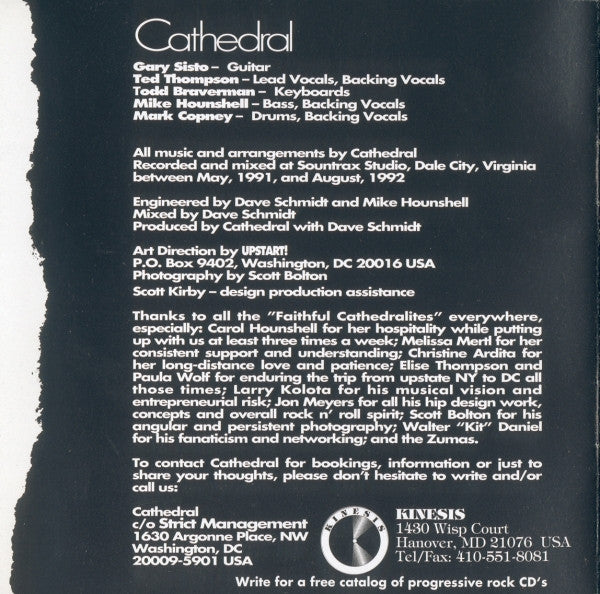 Cathedral
Gary Sisto – Guitar
Ted Thompson – Lead Vocals, Backing Vocals
Todd Braverman – Keyboards
Mike Hounshell – Bass, Backing Vocals
Mark Copney – Drums, Backing Vocals
All music and arrangements by Cathedral
Recorded and mixed at Sountrax Studio, Dale City, Virginia
between May, 1991, and August, 1992
Engineered by Dave Schmidt and Mike Hounshell
Mixed by Dave Schmidt
Produced by Cathedral with Dave Schmidt
Art Direction by UPSTART!
P.O. Box 9402, Washington, DC 20016 USA
Photography by Scott Bolton
Scott Kirby – design production assistance
Thanks to all the "Faithful Cathedralites" everywhere,
especially: Carol Hounshell for her hospitality while putting
up with us at least three times a week; Melissa Mertl for her
consistent support and understanding; Christine Ardita for
her long-distance love and patience; Elise Thompson and
Paula Wolf for enduring the trip from upstate NY to DC all
those times; Larry Kolota for his musical vision and
entrepreneurial risk; Jon Meyers for all his hip design work,
concepts and overall rock n' roll spirit; Scott Bolton for his
angular and persistent photography; Walter "Kit" Daniel
for his fanaticism and networking; and the Zumas.
To contact Cathedral for bookings, information or just to
share your thoughts, please don't hesitate to write and/or
call us:
Cathedral
c/o Strict Management
1630 Argonne Place, NW
Washington, DC
20009-5901 USA
KINESIS
KINESIS
1430 Wisp Court
Hanover, MD 21076 USA
Tel/Fax: 410-551-8081
Write for a free catalog of progressive rock CD's